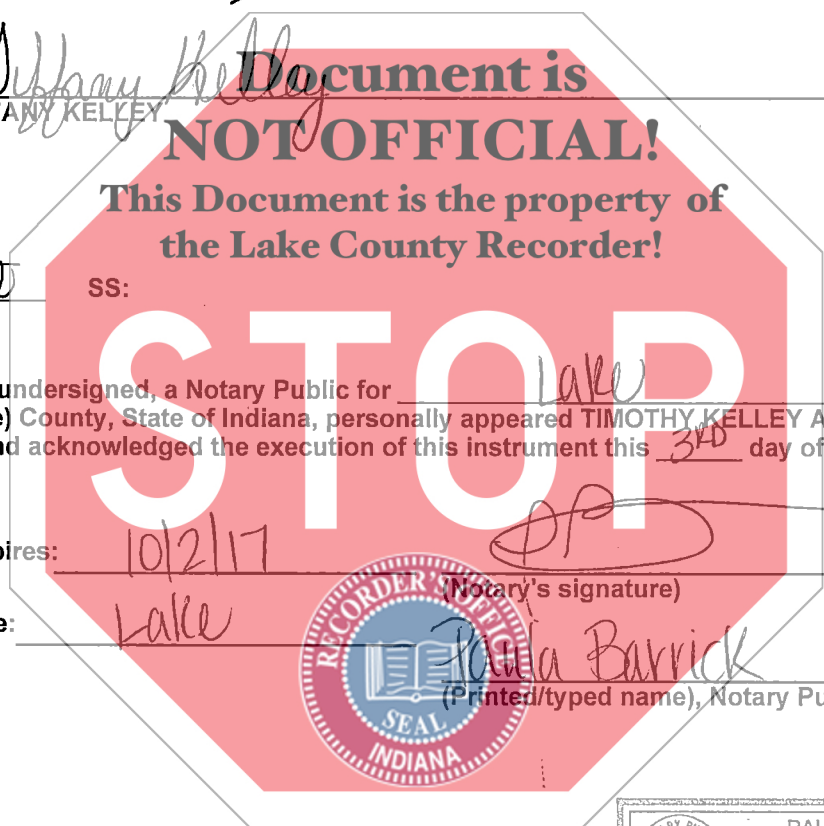 Tiffany Kelley
ANY KELLEY
Document is
NOT OFFICIAL!
This Document is the property of
the Lake County Recorder!
SS:
STOP
undersigned, a Notary Public for Lake
e) County, State of Indiana, personally appeared TIMOTHY KELLEY A
nd acknowledged the execution of this instrument this 3RD day of
ires: 10/2/17
(Notary's signature)
e: Lake
Paula Barrick
(Printed/typed name), Notary Pu
RECORDER'S OFFICE
SEAL
INDIANA